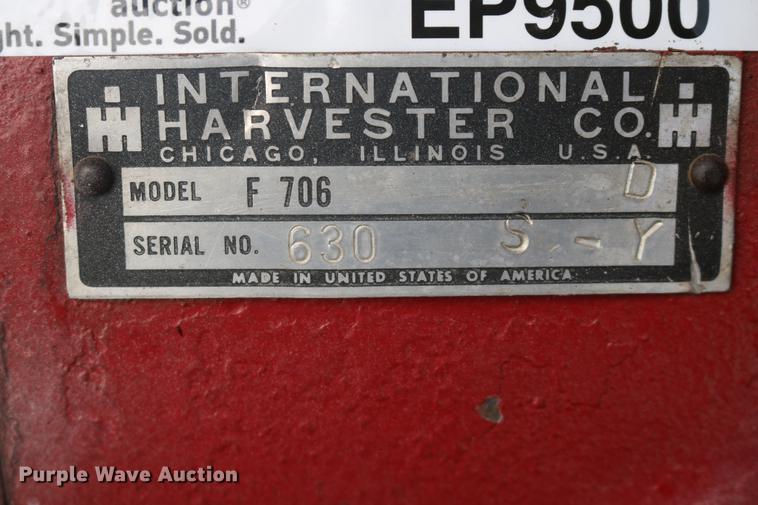 auction®
ght. Simple. Sold.
EP9500
INTERNATIONAL
HARVESTER CO.
CHICAGO, ILLINOIS U.S.A.
MODEL F 706 D
SERIAL NO. 630 S - Y
MADE IN UNITED STATES OF AMERICA
Purple Wave Auction